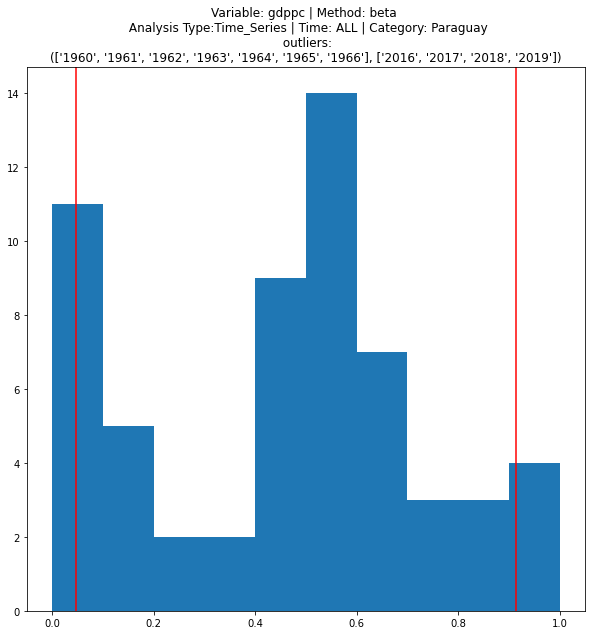 Variable: gdppc | Method: beta
Analysis Type:Time_Series | Time: ALL | Category: Paraguay
outliers:
(['1960', '1961', '1962', '1963', '1964', '1965', '1966'], ['2016', '2017', '2018', '2019'])
14
12
10
8
6
4
2
0
0.0 0.2 0.4 0.6 0.8 1.0